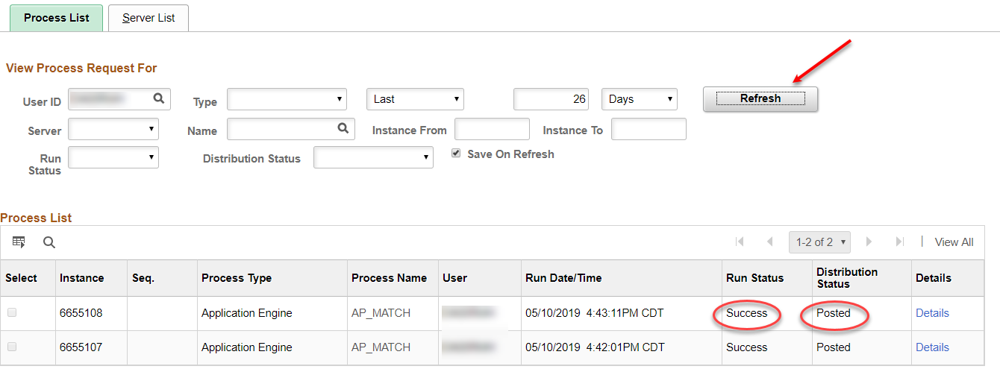 Process List Server List
View Process Request For
User ID Type Last 26 Days Refresh
Server Name Instance From Instance To
Run Status Distribution Status Save On Refresh
Process List
1-2 of 2 | View All
Select Instance Seq. Process Type Process Name User Run Date/Time Run Status Distribution Status Details
6655108 Application Engine AP_MATCH 05/10/2019 4:43:11PM CDT Success Posted Details
6655107 Application Engine AP_MATCH 05/10/2019 4:42:01PM CDT Success Posted Details